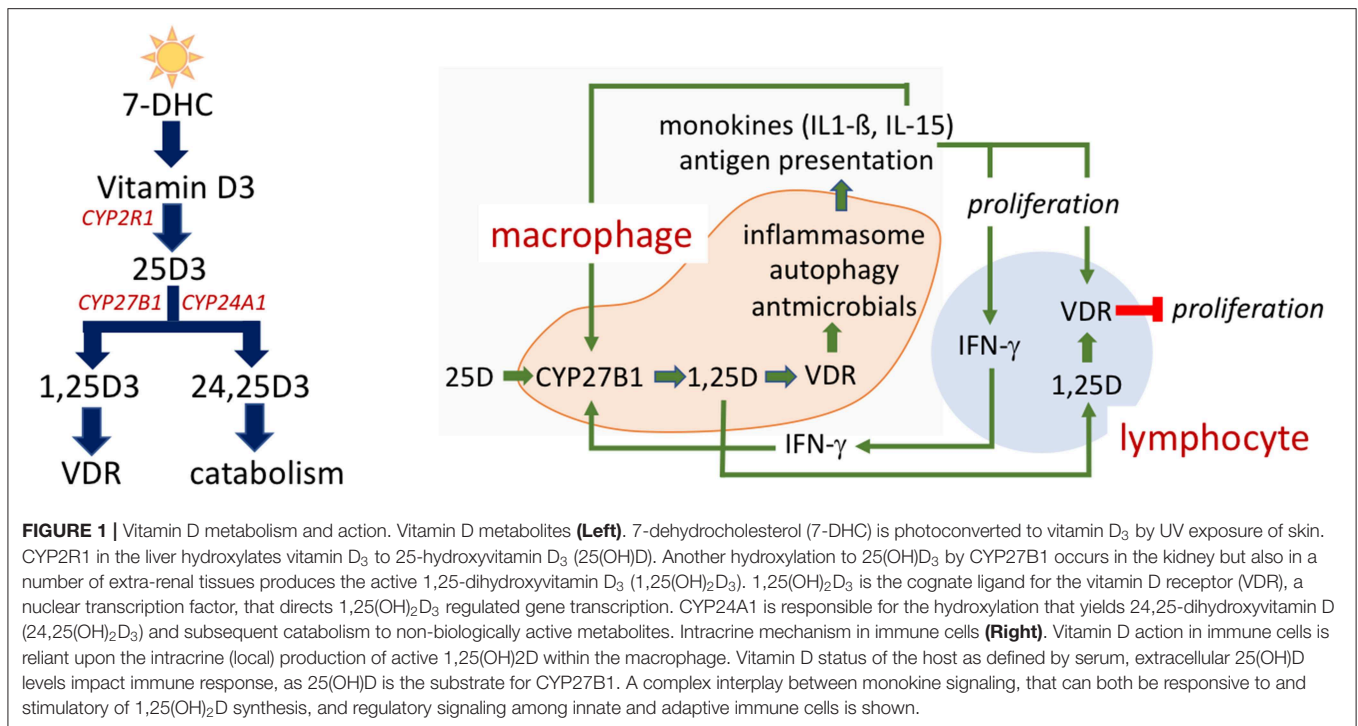 7-DHC
Vitamin D3
CYP2R1
25D3
CYP27B1 CYP24A1
1,25D3 24,25D3
VDR catabolism
monokines (IL1-ß, IL-15)
antigen presentation
macrophage
inflammasome
autophagy
antmicrobials
25D CYP27B1 1,25D VDR
IFN-γ
proliferation
IFN-γ
VDR
proliferation
1,25D
lymphocyte
FIGURE 1 | Vitamin D metabolism and action. Vitamin D metabolites (Left). 7-dehydrocholesterol (7-DHC) is photoconverted to vitamin D₃ by UV exposure of skin.
CYP2R1 in the liver hydroxylates vitamin D₃ to 25-hydroxyvitamin D₃ (25(OH)D). Another hydroxylation to 25(OH)D₃ by CYP27B1 occurs in the kidney but also in a
number of extra-renal tissues produces the active 1,25-dihydroxyvitamin D₃ (1,25(OH)₂D₃). 1,25(OH)₂D₃ is the cognate ligand for the vitamin D receptor (VDR), a
nuclear transcription factor, that directs 1,25(OH)₂D₃ regulated gene transcription. CYP24A1 is responsible for the hydroxylation that yields 24,25-dihydroxyvitamin D
(24,25(OH)₂D₃) and subsequent catabolism to non-biologically active metabolites. Intracrine mechanism in immune cells (Right). Vitamin D action in immune cells is
reliant upon the intracrine (local) production of active 1,25(OH)2D within the macrophage. Vitamin D status of the host as defined by serum, extracellular 25(OH)D
levels impact immune response, as 25(OH)D is the substrate for CYP27B1. A complex interplay between monokine signaling, that can both be responsive to and
stimulatory of 1,25(OH)₂D synthesis, and regulatory signaling among innate and adaptive immune cells is shown.